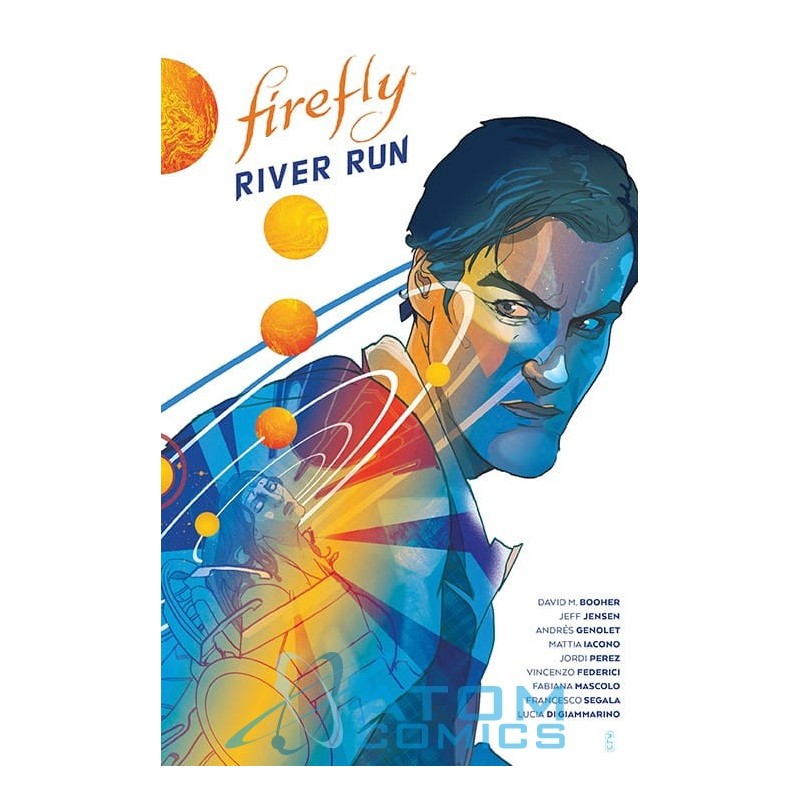 firefly™
RIVER RUN
DAVID M. BOOHER
JEFF JENSEN
ANDRÉS GENOLET
MATTIA IACONO
JORDI PEREZ
VINCENZO FEDERICI
FABIANA MASCOLO
FRANCESCO SEGALA
LUCIA DI GIAMMARINO
ATOM
COMICS